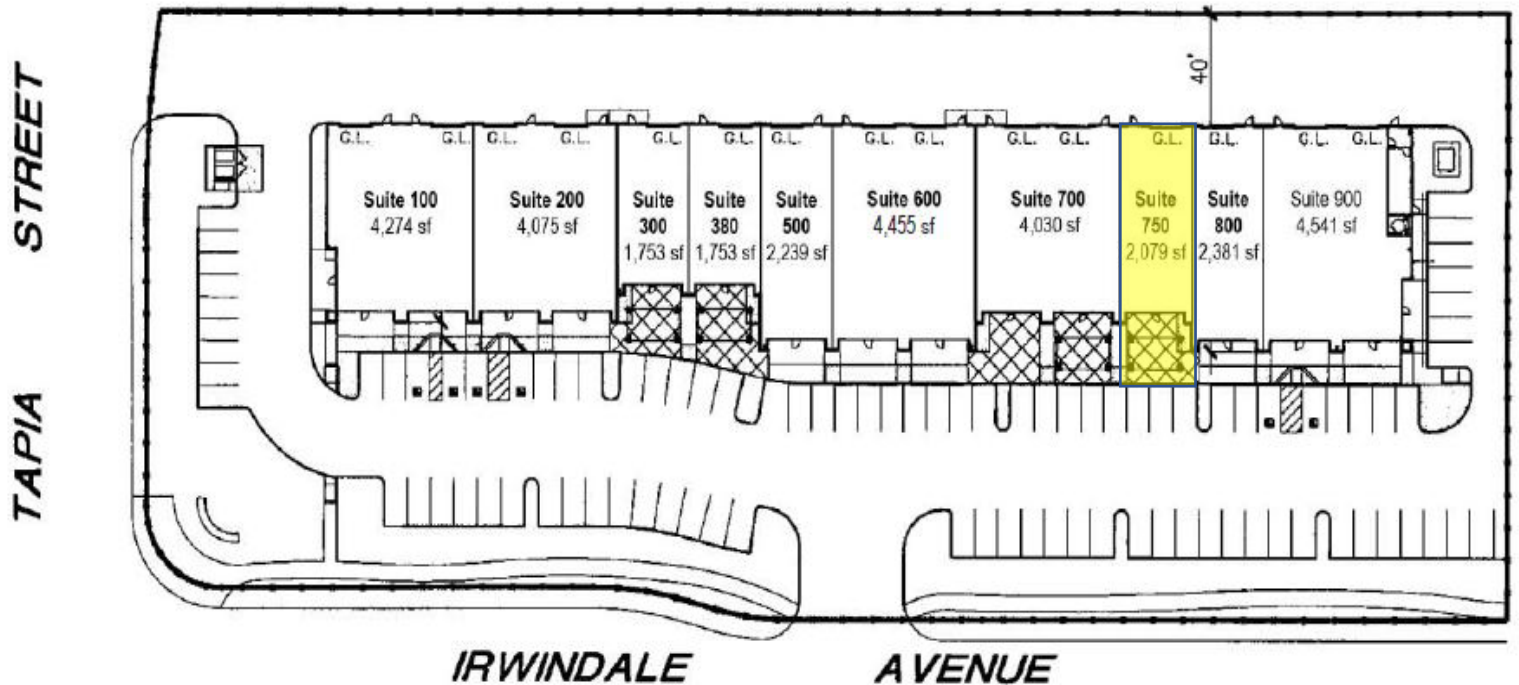 TAPIA STREET
40'
G.L. G.L. G.L. G.L. G.L. G.L. G.L. G.L. G.L. G.L. G.L. G.L. G.L. G.L.
Suite 100
4,274 sf
Suite 200
4,075 sf
Suite
300
1,753 sf
Suite
380
1,753 sf
Suite
500
2,239 sf
Suite 600
4,455 sf
Suite 700
4,030 sf
Suite
750
2,079 sf
Suite
800
2,381 sf
Suite 900
4,541 sf
IRWINDALE AVENUE